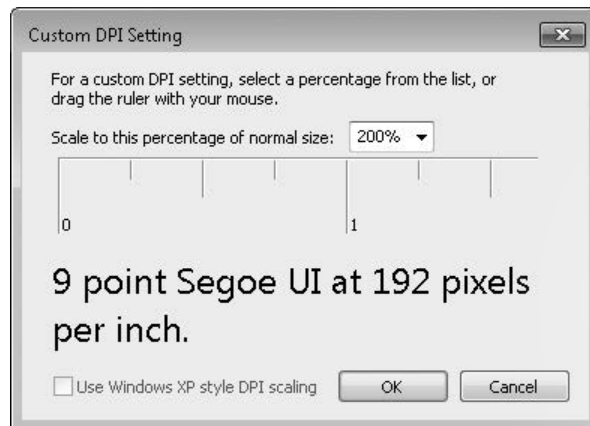 Custom DPI Setting
For a custom DPI setting, select a percentage from the list, or
drag the ruler with your mouse.
Scale to this percentage of normal size: 200%
0 1
9 point Segoe UI at 192 pixels
per inch.
Use Windows XP style DPI scaling OK Cancel